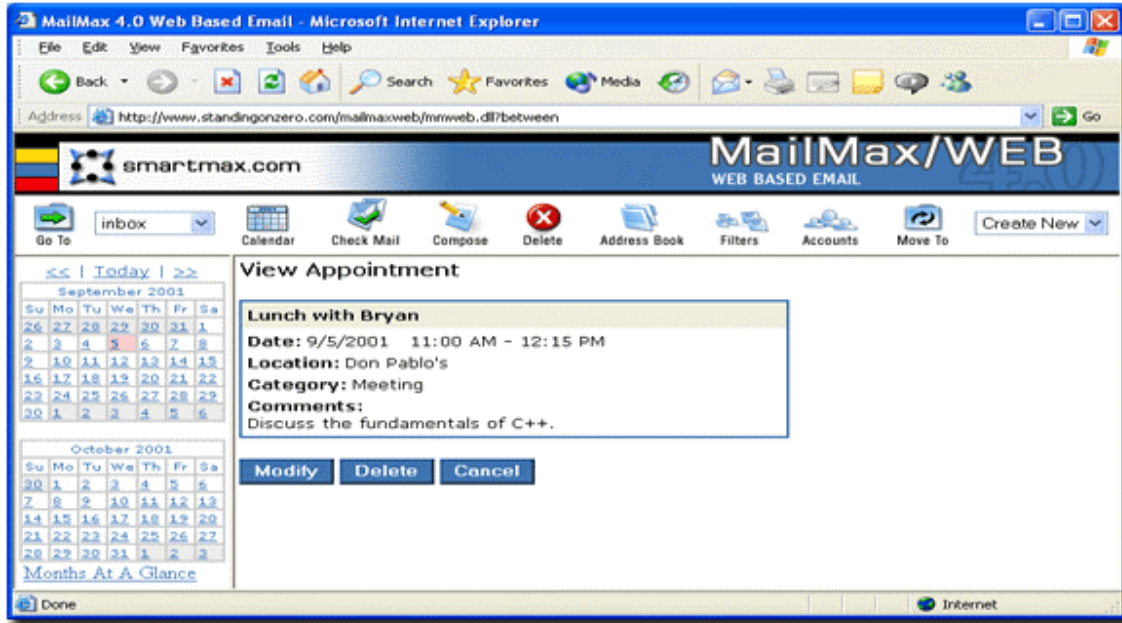 MailMax 4.0 Web Based Email - Microsoft Internet Explorer
File Edit View Favorites Tools Help
Back Search Favorites Media
Address http://www.standingonzero.com/mailmaxweb/mmweb.dll?between Go
smartmax.com
MailMax/WEB
WEB BASED EMAIL
4.0
Go To inbox Calendar Check Mail Compose Delete Address Book Filters Accounts Move To Create New
<< | Today | >>
September 2001
Su Mo Tu We Th Fr Sa
26 27 28 29 30 31 1
2 3 4 5 6 7 8
9 10 11 12 13 14 15
16 17 18 19 20 21 22
23 24 25 26 27 28 29
30 1 2 3 4 5 6
October 2001
Su Mo Tu We Th Fr Sa
30 1 2 3 4 5 6
7 8 9 10 11 12 13
14 15 16 17 18 19 20
21 22 23 24 25 26 27
28 29 30 31 1 2 3
Months At A Glance
View Appointment
Lunch with Bryan
Date: 9/5/2001 11:00 AM - 12:15 PM
Location: Don Pablo's
Category: Meeting
Comments:
Discuss the fundamentals of C++.
Modify Delete Cancel
Done Internet